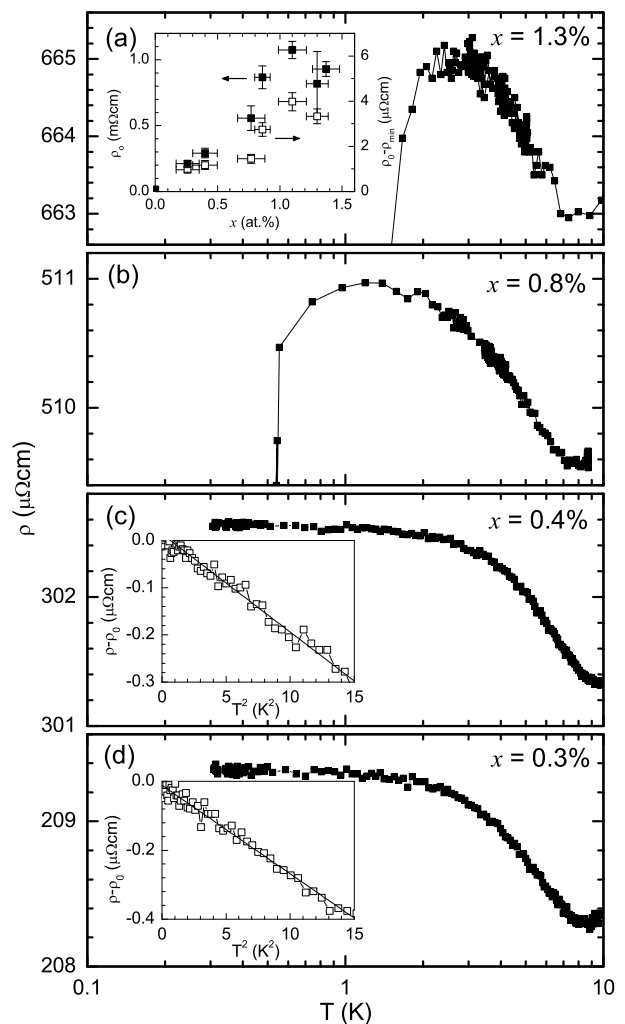 (a)
x = 1.3%
665
664
663
ρ₀ (mΩcm)
1.0
0.5
0.0
0.0 0.5 1.0 1.5
x (at.%)
6
4
2
0
ρ₀-ρmin (μΩcm)
(b)
x = 0.8%
511
510
ρ (μΩcm)
(c)
x = 0.4%
302
301
ρ-ρ₀ (μΩcm)
0.0
-0.1
-0.2
-0.3
0 5 10 15
T² (K²)
(d)
x = 0.3%
209
208
ρ-ρ₀ (μΩcm)
0.0
-0.2
-0.4
0 5 10 15
T² (K²)
0.1 1 10
T (K)